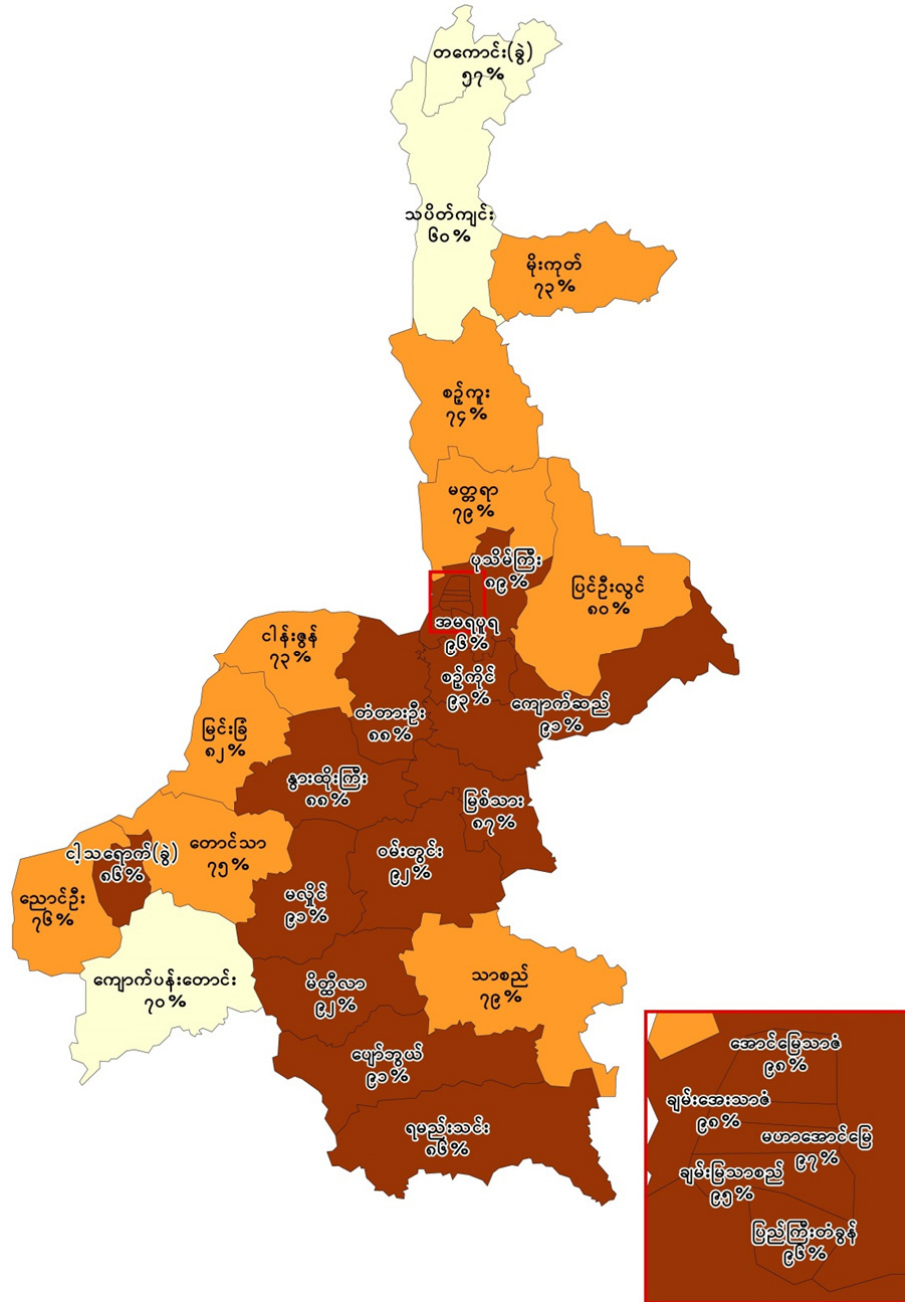 တကောင်း(ခွဲ)
၅၇%
သပိတ်ကျင်း
၆၀%
မိုးကုတ်
၇၃%
စဉ့်ကူး
၇၄%
မတ္တရာ
၇၉%
ပုသိမ်ကြီး
၈၉%
ပြင်ဦးလွင်
၈၀%
အမရပူရ
၉၆%
ငါန်းဇွန်
၇၃%
စဉ့်ကိုင်
၉၃%
ကျောက်ဆည်
၉၁%
တံတားဦး
၈၈%
မြင်းခြံ
၈၂%
နွားထိုးကြီး
၈၈%
မြစ်သား
၈၇%
တောင်သာ
၇၅%
ဝမ်းတွင်း
၉၂%
ငါ့သရောက်(ခွဲ)
၈၆%
မလှိုင်
၉၁%
ညောင်ဦး
၇၆%
ကျောက်ပန်းတောင်း
၇၀%
မိတ္ထီလာ
၉၂%
သာစည်
၇၉%
ပျော်ဘွယ်
၉၁%
ရမည်းသင်း
၈၆%
အောင်မြေသာဇံ
၉၈%
ချမ်းအေးသာဇံ
၉၈%
မဟာအောင်မြေ
၉၇%
ချမ်းမြသာစည်
၉၅%
ပြည်ကြီးတံခွန်
၉၆%